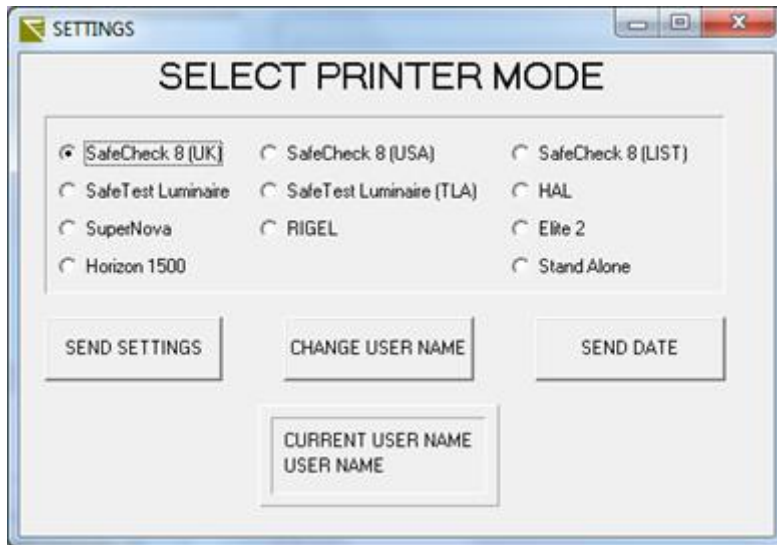 SETTINGS
SELECT PRINTER MODE
SafeCheck 8 (UK) SafeCheck 8 (USA) SafeCheck 8 (LIST)
SafeTest Luminaire SafeTest Luminaire (TLA) HAL
SuperNova RIGEL Elite 2
Horizon 1500 Stand Alone
SEND SETTINGS CHANGE USER NAME SEND DATE
CURRENT USER NAME
USER NAME